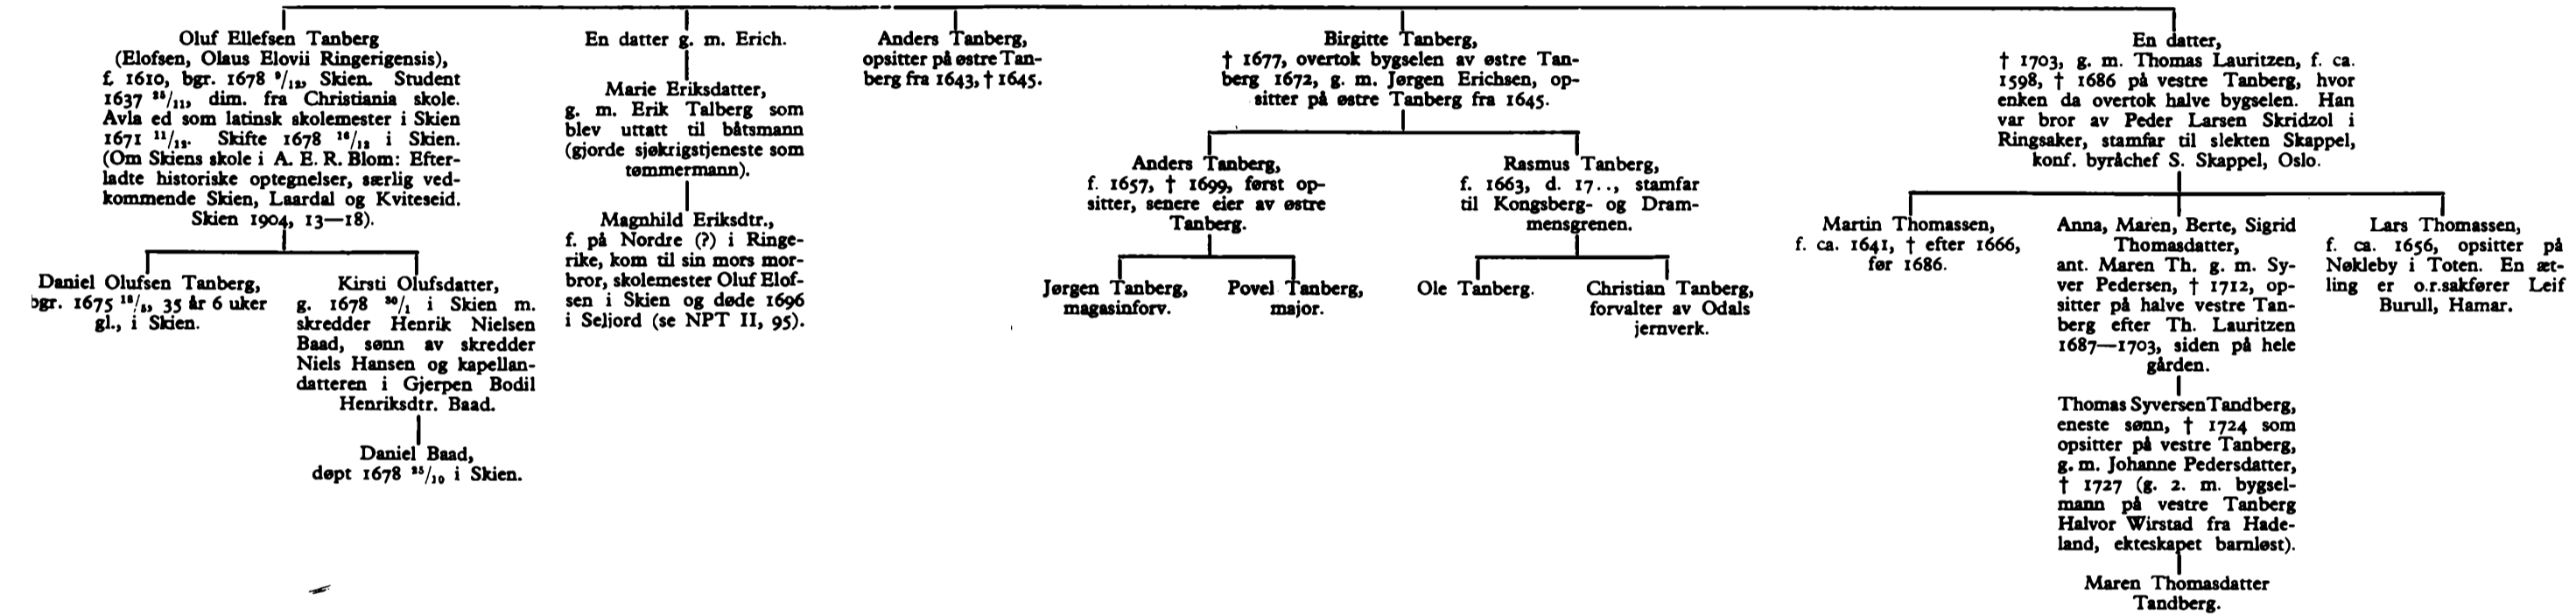 Oluf Ellefsen Tanberg
(Elofsen, Olaus Elovii Ringerigensis),
f. 1610, bgr. 1678 ⁹/₁₂, Skien. Student
1637 ²⁵/₁₁, dim. fra Christiania skole.
Avla ed som latinsk skolemester i Skien
1671 ¹¹/₁₂. Skifte 1678 ¹⁶/₁₂ i Skien.
(Om Skiens skole i A. E. R. Blom: Efter-
ladte historiske optegnelser, særlig ved-
kommende Skien, Laardal og Kviteseid.
Skien 1904, 13—18).
Daniel Olufsen Tanberg,
bgr. 1675 35 år 6 uker
gl., i Skien.
Kirsti Olufsdatter,
g. 1678 ³⁰/₁ i Skien m.
skredder Henrik Nielsen
Baad, sønn av skredder
Niels Hansen og kapellan-
datteren i Gjerpen Bodil
Henriksdtr. Baad.
Daniel Baad,
døpt 1678 ²⁵/₁₀ i Skien.
En datter g. m. Erich.
Marie Eriksdatter,
g. m. Erik Talberg som
blev uttatt til båtsmann
(gjorde sjøkrigstjeneste som
tømmermann).
Magnhild Eriksdtr.,
f. på Nordre (?) i Ringe-
rike, kom til sin mors mor-
bror, skolemester Oluf Elof-
sen i Skien og døde 1696
i Seljord (se NPT II, 95).
Anders Tanberg,
opsitter på østre Tan-
berg fra 1643, † 1645.
Birgitte Tanberg,
† 1677, overtok bygselen av østre Tan-
berg 1672, g. m. Jørgen Erichsen, op-
sitter på østre Tanberg fra 1645.
Anders Tanberg,
f. 1657, † 1699, først op-
sitter, senere eier av østre
Tanberg.
Jørgen Tanberg,
magasinforv.
Povel Tanberg,
major.
Rasmus Tanberg,
f. 1663, d. 17.., stamfar
til Kongsberg- og Dram-
mensgrenen.
Ole Tanberg.
Christian Tanberg,
forvalter av Odals
jernverk.
En datter,
† 1703, g. m. Thomas Lauritzen, f. ca.
1598, † 1686 på vestre Tanberg, hvor
enken da overtok halve bygselen. Han
var bror av Peder Larsen Skridzol i
Ringsaker, stamfar til slekten Skappel,
konf. byråchef S. Skappel, Oslo.
Martin Thomassen,
f. ca. 1641, † efter 1666,
før 1686.
Anna, Maren, Berte, Sigrid
Thomasdatter,
ant. Maren Th. g. m. Sy-
ver Pedersen, † 1712, op-
sitter på halve vestre Tan-
berg efter Th. Lauritzen
1687—1703, siden på hele
gården.
Thomas Syversen Tandberg,
eneste sønn, † 1724 som
opsitter på vestre Tanberg,
g. m. Johanne Pedersdatter,
† 1727 (g. 2. m. bygsel-
mann på vestre Tanberg
Halvor Wirstad fra Hade-
land, ekteskapet barnløst).
Maren Thomasdatter
Tandberg.
Lars Thomassen,
f. ca. 1656, opsitter på
Nøkleby i Toten. En æt-
ling er o.r.sakfører Leif
Burull, Hamar.